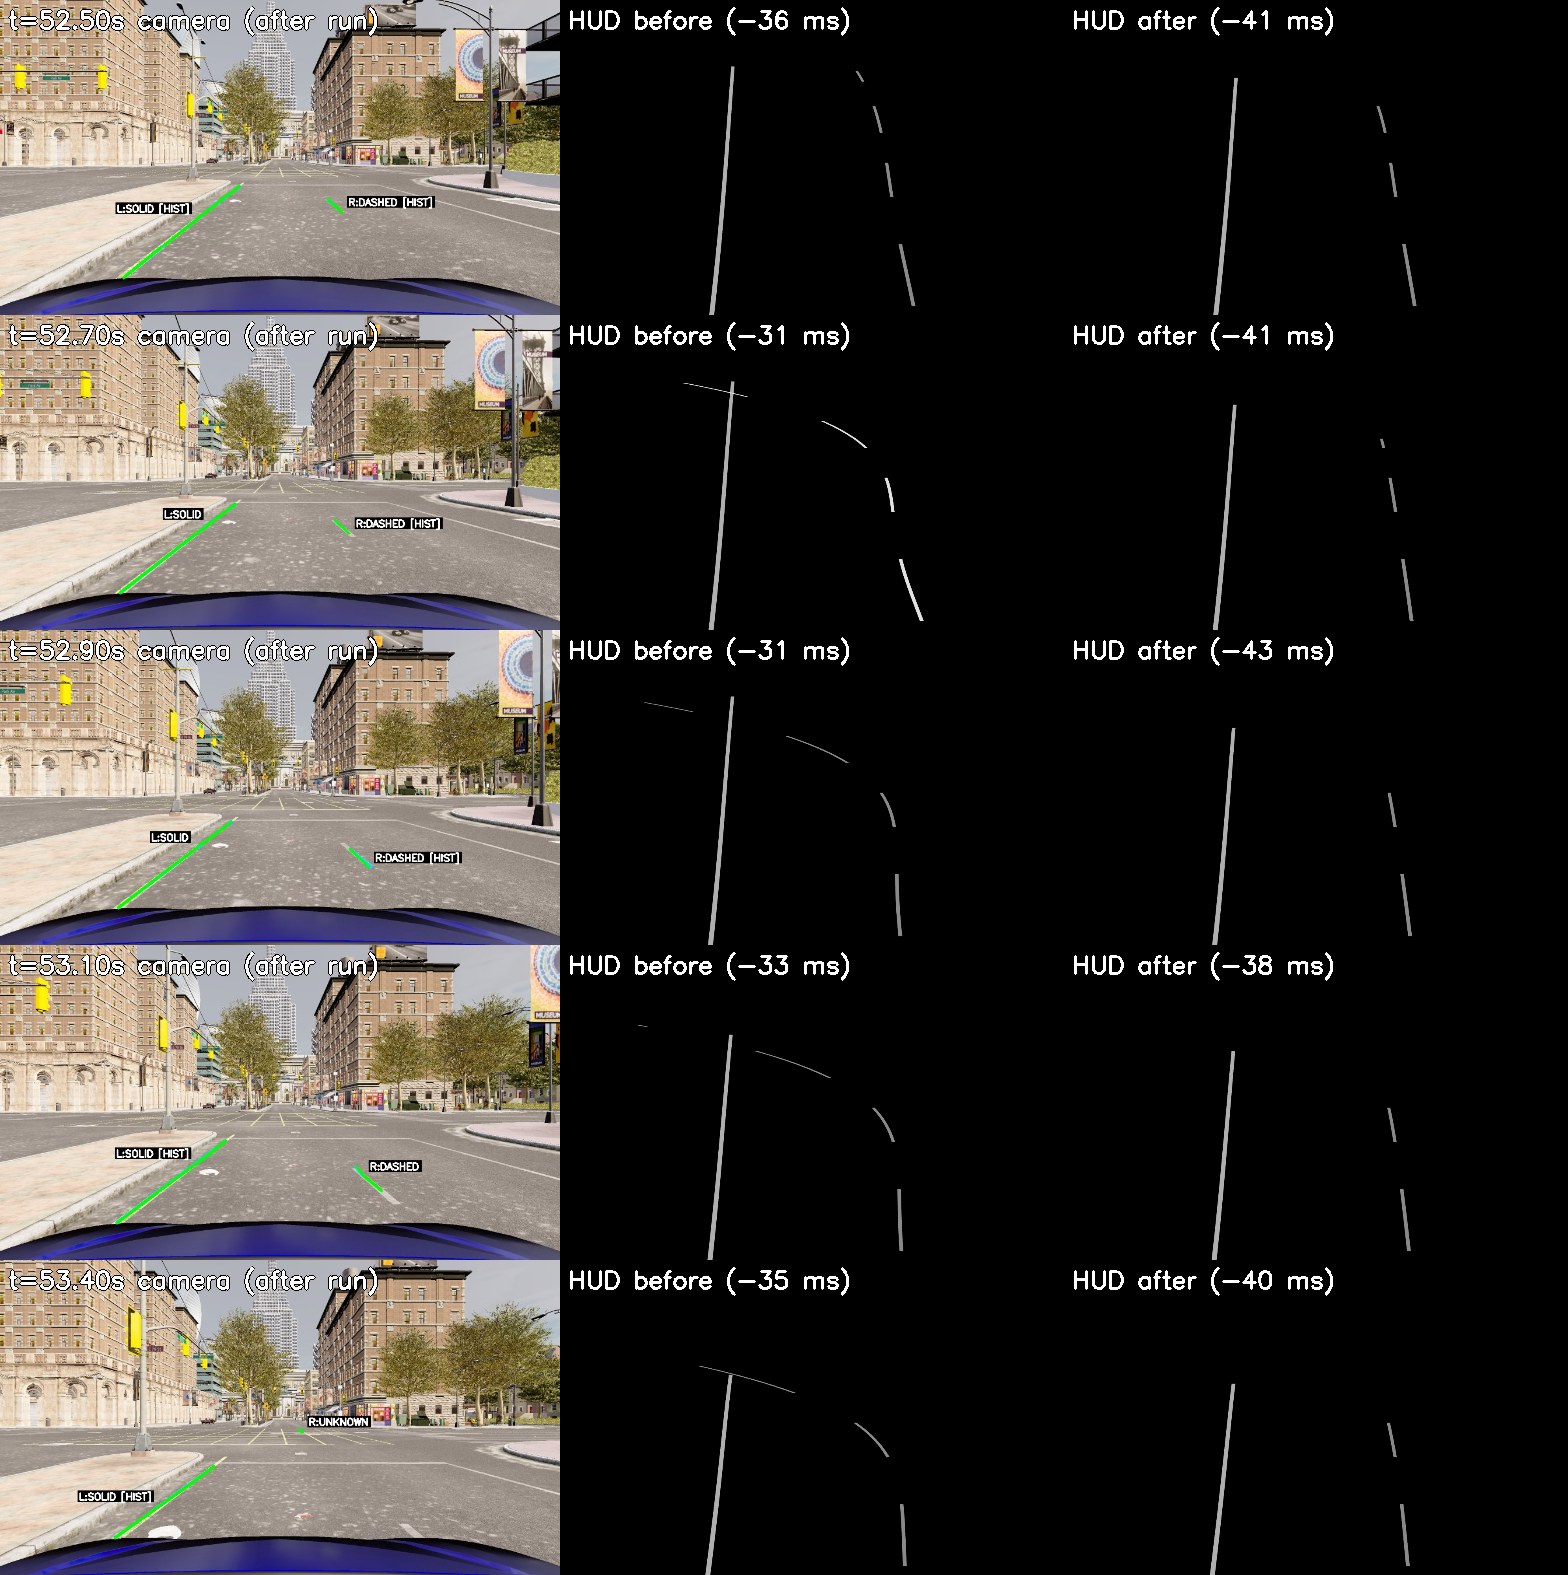 t=52.50s camera (after run)
HUD before (−36 ms)
HUD after (−41 ms)
MUSEUM
L:SOLID [HIST]
R:DASHED [HIST]
t=52.70s camera (after run)
HUD before (−31 ms)
HUD after (−41 ms)
MUSEUM
L:SOLID
R:DASHED [HIST]
t=52.90s camera (after run)
HUD before (−31 ms)
HUD after (−43 ms)
MUSEUM
L:SOLID
R:DASHED [HIST]
t=53.10s camera (after run)
HUD before (−33 ms)
HUD after (−38 ms)
L:SOLID [HIST]
R:DASHED
t=53.40s camera (after run)
HUD before (−35 ms)
HUD after (−40 ms)
R:UNKNOWN
L:SOLID [HIST]